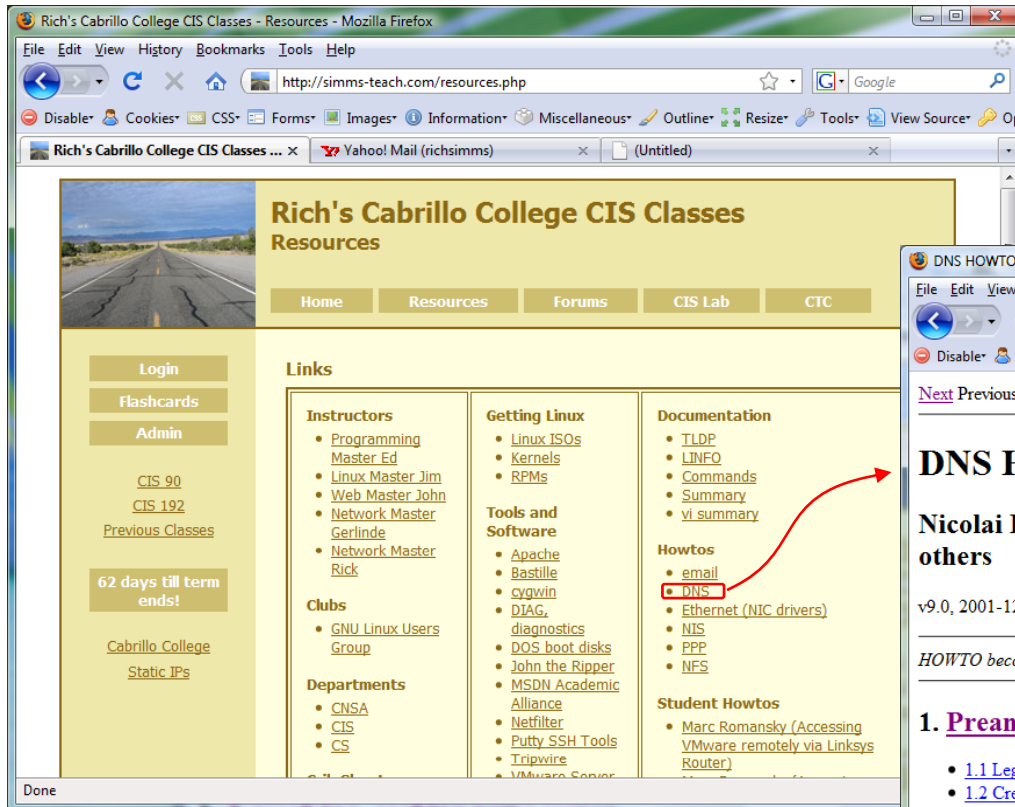 Rich's Cabrillo College CIS Classes - Resources - Mozilla Firefox
File Edit View History Bookmarks Tools Help
http://simms-teach.com/resources.php
G Google
Disable Cookies CSS Forms Images Information Miscellaneous Outline Resize Tools View Source
Rich's Cabrillo College CIS Classes ... Yahoo! Mail (richsimms) (Untitled)
Rich's Cabrillo College CIS Classes
Resources
Home Resources Forums CIS Lab CTC
Login
Flashcards
Admin
CIS 90
CIS 192
Previous Classes
62 days till term
ends!
Cabrillo College
Static IPs
Links
Instructors
Programming
Master Ed
Linux Master Jim
Web Master John
Network Master
Gerlinde
Network Master
Rick
Clubs
GNU Linux Users
Group
Departments
CNSA
CIS
CS
Getting Linux
Linux ISOs
Kernels
RPMs
Tools and
Software
Apache
Bastille
cygwin
DIAG,
diagnostics
DOS boot disks
John the Ripper
MSDN Academic
Alliance
Netfilter
Putty SSH Tools
Tripwire
VMware Server
Documentation
TLDP
LINFO
Commands
Summary
vi summary
Howtos
email
DNS
Ethernet (NIC drivers)
NIS
PPP
NFS
Student Howtos
Marc Romansky (Accessing
VMware remotely via Linksys
Router)
Done
DNS HOWTO
File Edit View
Disable
Next Previous
DNS
Nicolai
others
v9.0, 2001-12
HOWTO
1.
1.1
1.2